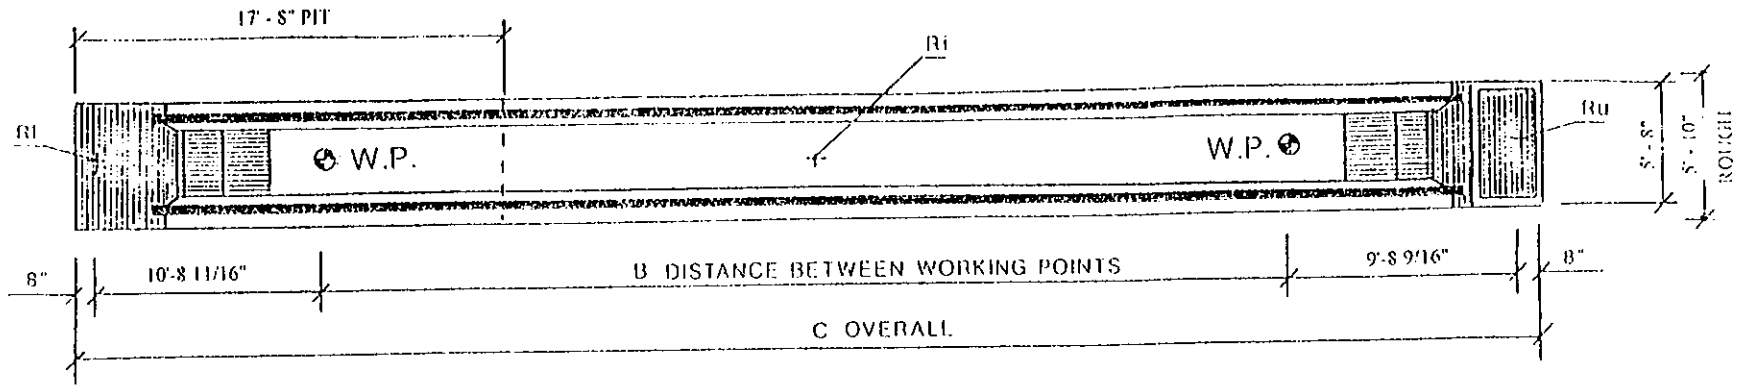 17' - 8" PIT
Ri
Rl
W.P.
W.P.
Ru
5' - 8"
5' - 10"
ROUGH
8"
10'-8 11/16"
B DISTANCE BETWEEN WORKING POINTS
9'-8 9/16"
8"
C OVERALL